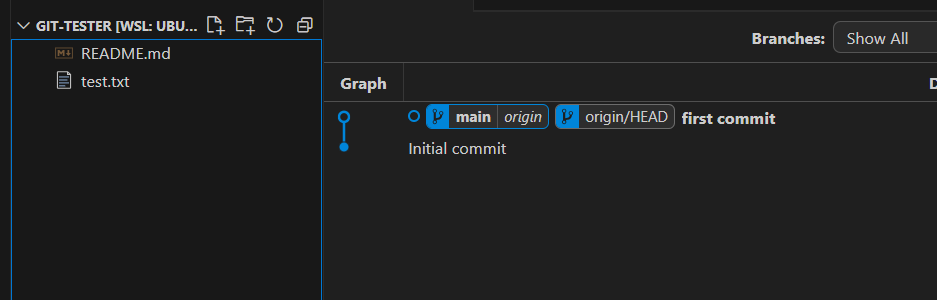 GIT-TESTER [WSL: UBU...
README.md
test.txt
Branches: Show All
Graph
main origin origin/HEAD first commit
Initial commit